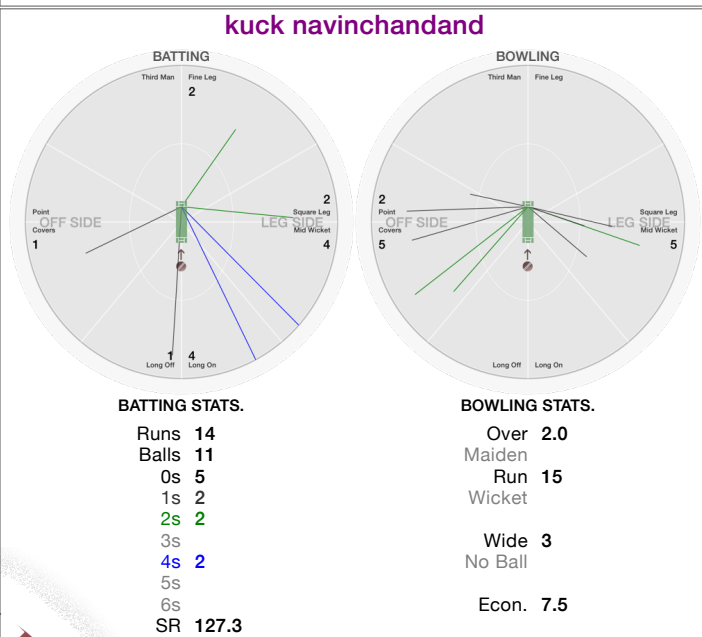 kuck navinchandand
BATTING
Third Man Fine Leg
2
2
Point Square Leg
OFF SIDE LEG SIDE
Covers Mid Wicket
1 4
1 4
Long Off Long On
BOWLING
Third Man Fine Leg
2
Point Square Leg
OFF SIDE LEG SIDE
Covers Mid Wicket
5 5
Long Off Long On
BATTING STATS.
Runs 14
Balls 11
0s 5
1s 2
2s 2
3s
4s 2
5s
6s
SR 127.3
BOWLING STATS.
Over 2.0
Maiden
Run 15
Wicket
Wide 3
No Ball
Econ. 7.5